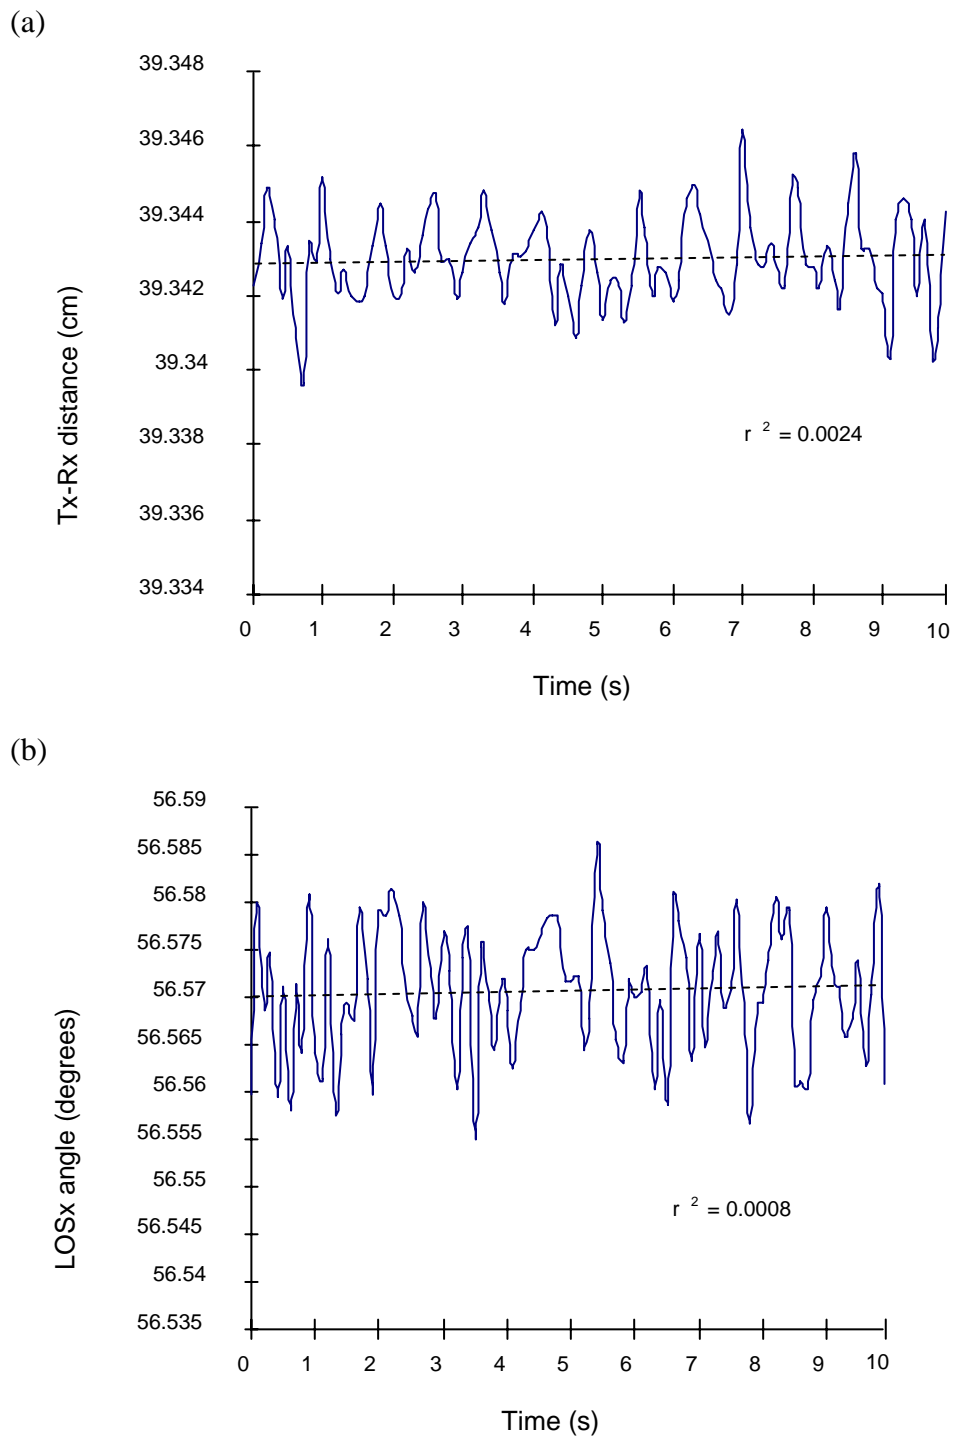 (a)
39.348
39.346
39.344
39.342
39.34
39.338
39.336
39.334
Tx-Rx distance (cm)
r 2 = 0.0024
0 1 2 3 4 5 6 7 8 9 10
Time (s)
(b)
56.59
56.585
56.58
56.575
56.57
56.565
56.56
56.555
56.55
56.545
56.54
56.535
LOSx angle (degrees)
r 2 = 0.0008
0 1 2 3 4 5 6 7 8 9 10
Time (s)